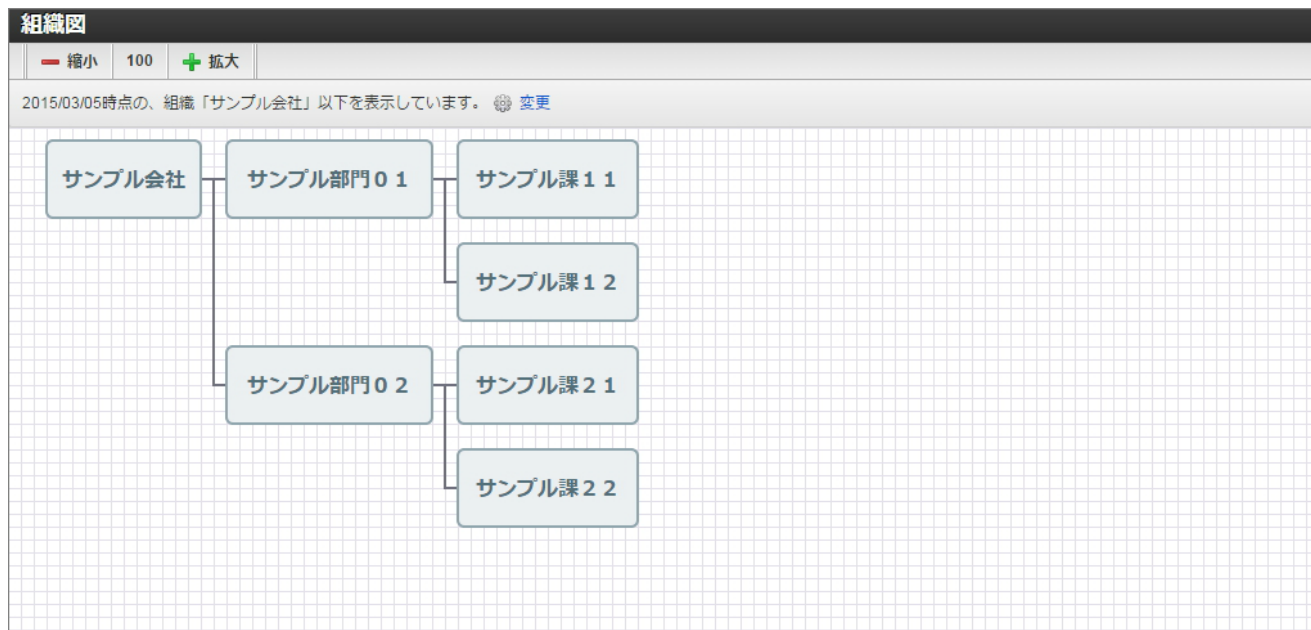 組織図
縮小 100 拡大
2015/03/05時点の、組織「サンプル会社」以下を表示しています。 変更
サンプル会社 サンプル部門０１ サンプル課１１
サンプル課１２
サンプル部門０２ サンプル課２１
サンプル課２２